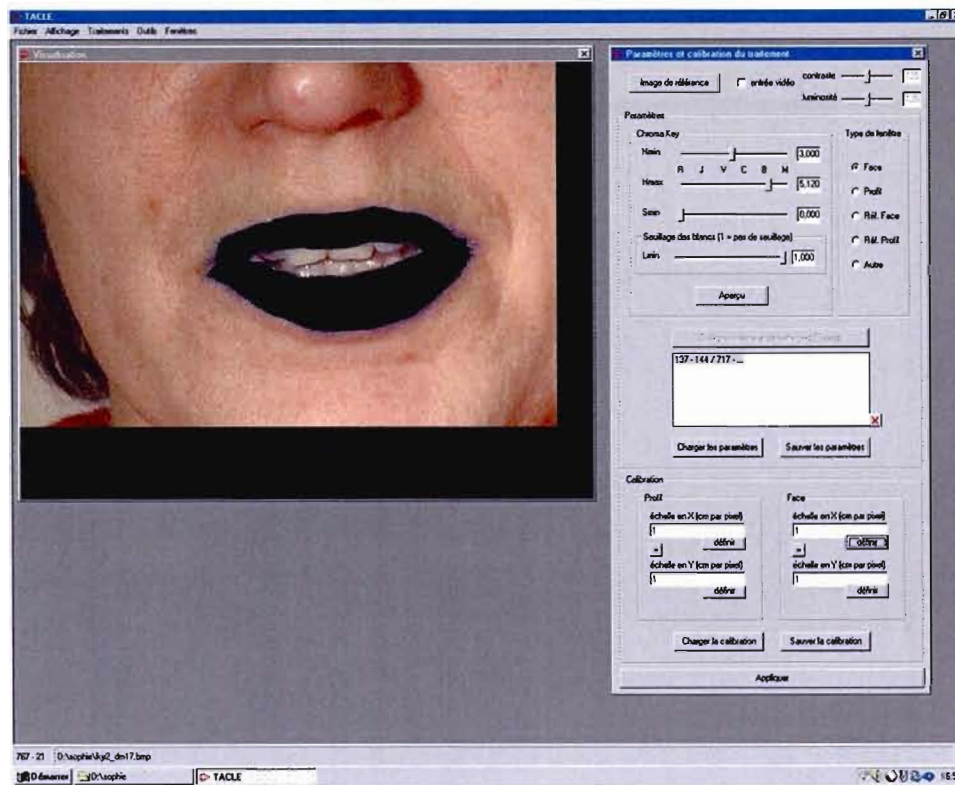 TACLE
Fichier Affichage Traitements Outils Fenêtres
Visualisation
Paramètres et calibration du traitement
Image de référence
entrée vidéo
contraste
luminosité
Paramètres
Chroma Key
Type de fenêtre
Hmin
3,000
R J V C B M
Hmax
5,120
Smin
0,000
Seuillage des blancs (1 = pas de seuillage)
Lmin
1,000
Face
Profil
Réf. Face
Réf. Profil
Autre
Aperçu
137 - 144 / 717 - ...
Charger les paramètres
Sauver les paramètres
Calibration
Profil
échelle en X (cm par pixel)
1
définir
=
échelle en Y (cm par pixel)
1
définir
Face
échelle en X (cm par pixel)
1
définir
=
échelle en Y (cm par pixel)
1
définir
Charger la calibration
Sauver la calibration
Appliquer
767 - 21 D:\sophie\lky2_dm17.bmp
Démarrer
D:\sophie
TACLE